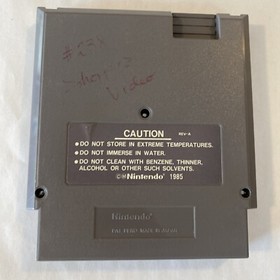 Video
CAUTION
REV-A
●DO NOT STORE IN EXTREME TEMPERATURES.
●DO NOT IMMERSE IN WATER.
●DO NOT CLEAN WITH BENZENE, THINNER,
ALCOHOL OR OTHER SUCH SOLVENTS.
©Nintendo® 1985
Nintendo®